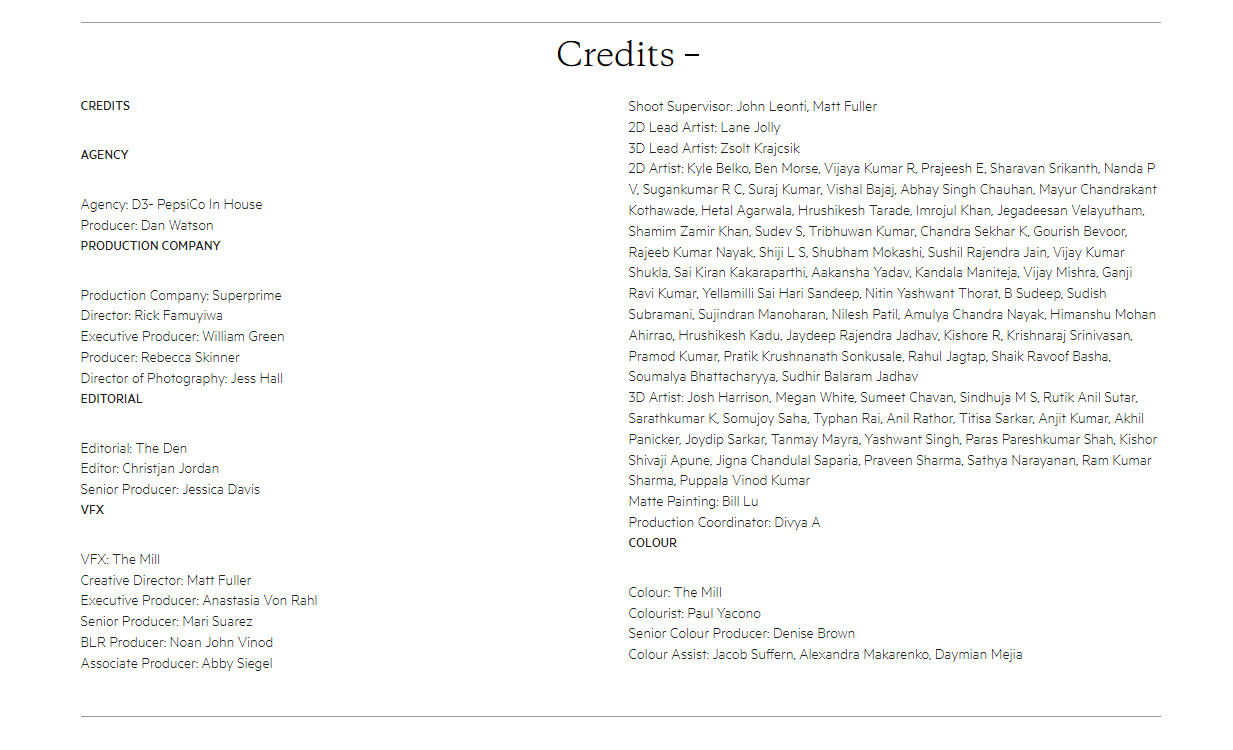 Credits –
CREDITS
AGENCY
Agency: D3- PepsiCo In House
Producer: Dan Watson
PRODUCTION COMPANY
Production Company: Superprime
Director: Rick Famuyiwa
Executive Producer: William Green
Producer: Rebecca Skinner
Director of Photography: Jess Hall
EDITORIAL
Editorial: The Den
Editor: Christjan Jordan
Senior Producer: Jessica Davis
VFX
VFX: The Mill
Creative Director: Matt Fuller
Executive Producer: Anastasia Von Rahl
Senior Producer: Mari Suarez
BLR Producer: Noan John Vinod
Associate Producer: Abby Siegel
Shoot Supervisor: John Leonti, Matt Fuller
2D Lead Artist: Lane Jolly
3D Lead Artist: Zsolt Krajcsik
2D Artist: Kyle Belko, Ben Morse, Vijaya Kumar R, Prajeesh E, Sharavan Srikanth, Nanda P
V, Sugankumar R C, Suraj Kumar, Vishal Bajaj, Abhay Singh Chauhan, Mayur Chandrakant
Kothawade, Hetal Agarwala, Hrushikesh Tarade, Imrojul Khan, Jegadeesan Velayutham,
Shamim Zamir Khan, Sudev S, Tribhuwan Kumar, Chandra Sekhar K, Gourish Bevoor,
Rajeeb Kumar Nayak, Shiji L S, Shubham Mokashi, Sushil Rajendra Jain, Vijay Kumar
Shukla, Sai Kiran Kakaraparthi, Aakansha Yadav, Kandala Maniteja, Vijay Mishra, Ganji
Ravi Kumar, Yellamilli Sai Hari Sandeep, Nitin Yashwant Thorat, B Sudeep, Sudish
Subramani, Sujindran Manoharan, Nilesh Patil, Amulya Chandra Nayak, Himanshu Mohan
Ahirrao, Hrushikesh Kadu, Jaydeep Rajendra Jadhav, Kishore R, Krishnaraj Srinivasan,
Pramod Kumar, Pratik Krushnanath Sonkusale, Rahul Jagtap, Shaik Ravoof Basha,
Soumalya Bhattacharyya, Sudhir Balaram Jadhav
3D Artist: Josh Harrison, Megan White, Sumeet Chavan, Sindhuja M S, Rutik Anil Sutar,
Sarathkumar K, Somujoy Saha, Typhan Rai, Anil Rathor, Titisa Sarkar, Anjit Kumar, Akhil
Panicker, Joydip Sarkar, Tanmay Mayra, Yashwant Singh, Paras Pareshkumar Shah, Kishor
Shivaji Apune, Jigna Chandulal Saparia, Praveen Sharma, Sathya Narayanan, Ram Kumar
Sharma, Puppala Vinod Kumar
Matte Painting: Bill Lu
Production Coordinator: Divya A
COLOUR
Colour: The Mill
Colourist: Paul Yacono
Senior Colour Producer: Denise Brown
Colour Assist: Jacob Suffern, Alexandra Makarenko, Daymian Mejia